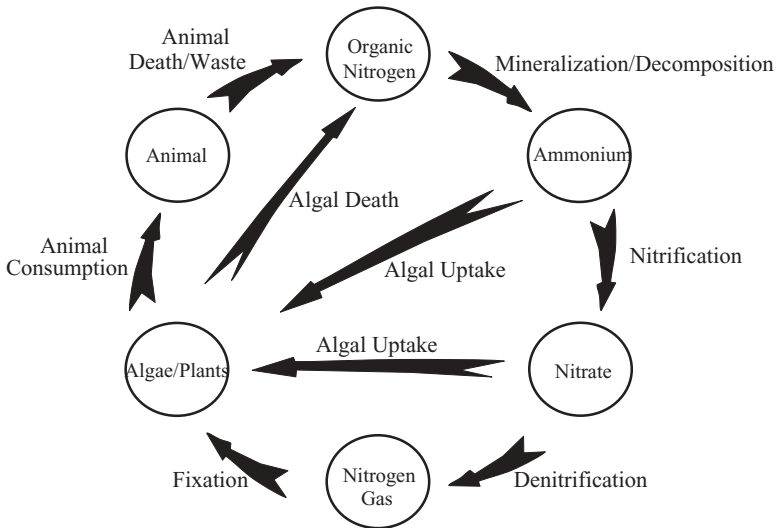 Animal
Death/Waste
Organic
Nitrogen
Mineralization/Decomposition
Animal
Ammonium
Algal Death
Animal
Consumption
Algal Uptake
Nitrification
Algal Uptake
Algae/Plants
Nitrate
Fixation
Nitrogen
Gas
Denitrification